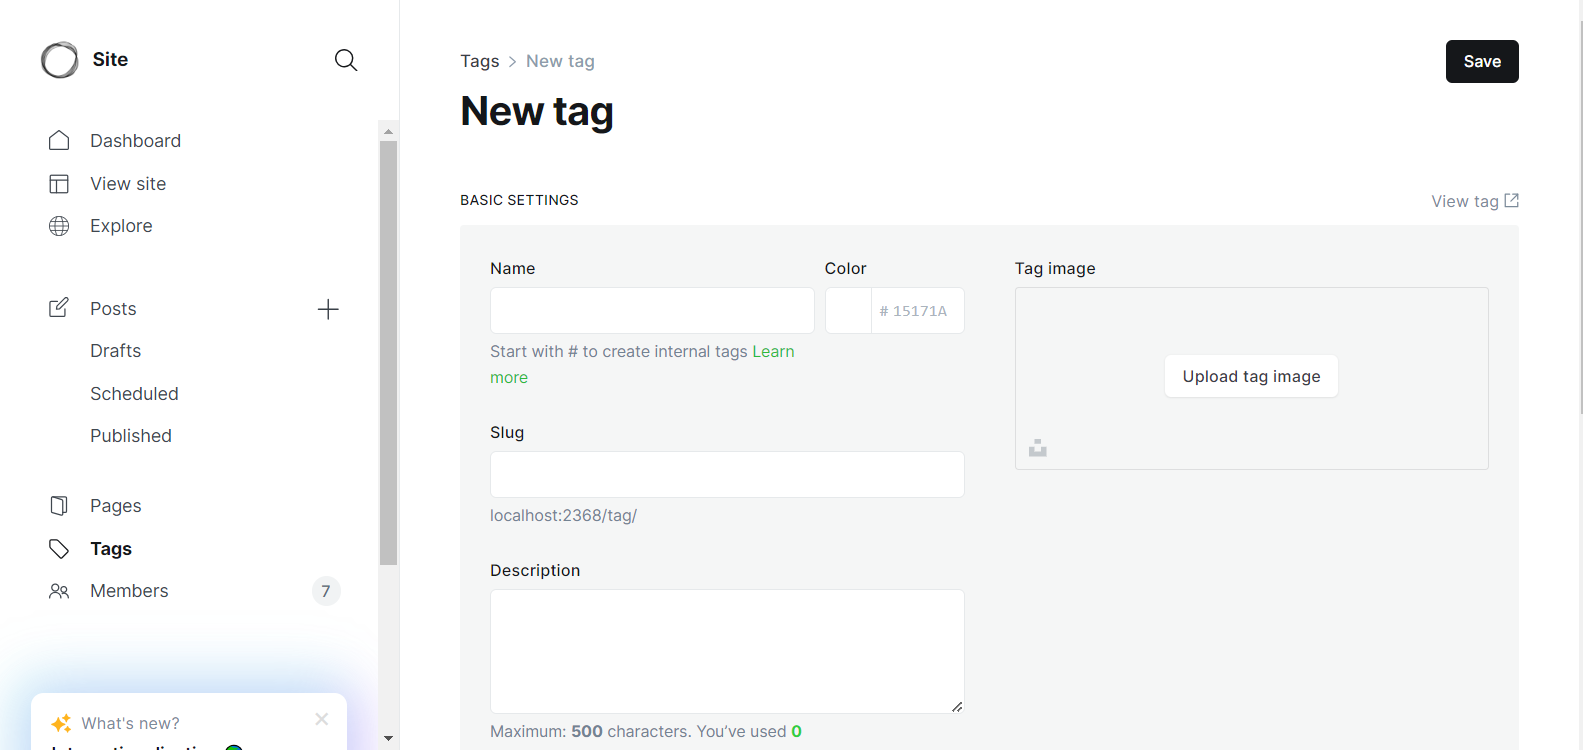 Site
Dashboard
View site
Explore
Posts
Drafts
Scheduled
Published
Pages
Tags
Members 7
What's new?
Tags > New tag
Save
New tag
BASIC SETTINGS
View tag
Name
Color
Tag image
# 15171A
Start with # to create internal tags Learn
more
Upload tag image
Slug
localhost:2368/tag/
Description
Maximum: 500 characters. You’ve used 0